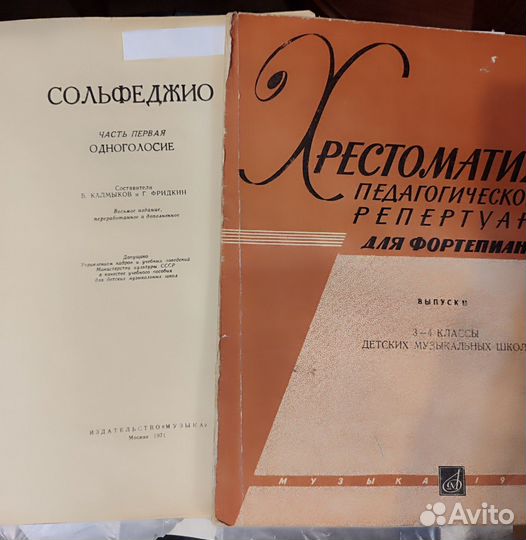 СОЛЬФЕДЖИО
ЧАСТЬ ПЕРВАЯ
ОДНОГОЛОСИЕ
Составители
Б. КАЛМЫКОВ и Г. ФРИДКИН
Восьмое издание,
переработанное и дополненное
Допущено
Управлением кадров и учебных заведений
Министерства культуры СССР
в качестве учебного пособия
для детских музыкальных школ
ИЗДАТЕЛЬСТВО «МУЗЫКА»
Москва 1971
ХРЕСТОМАТИ
ПЕДАГОГИЧЕСКО
РЕПЕРТУА
ДЛЯ ФОРТЕПИАН
ВЫПУСК II
3—4 КЛАССЫ
ДЕТСКИХ МУЗЫКАЛЬНЫХ ШКОЛ
МУЗЫКА 19
Avito